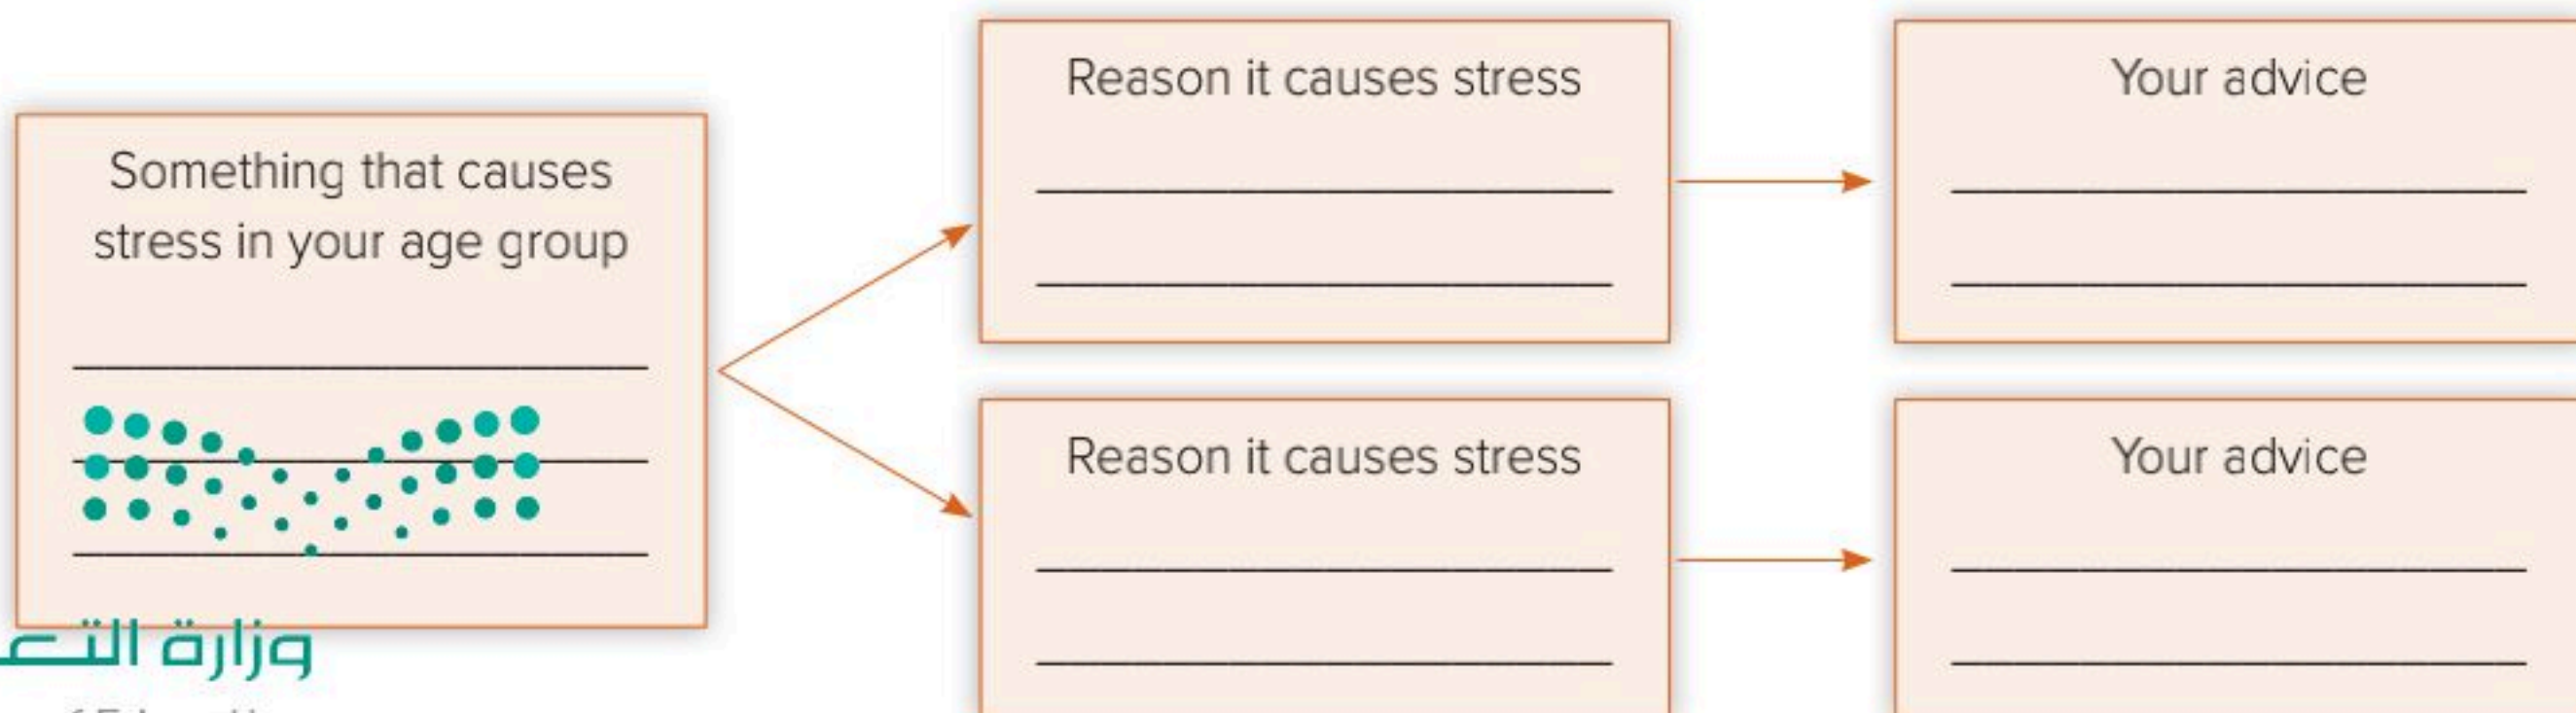 Something that causes
stress in your age group
Reason it causes stress
Your advice
Reason it causes stress
Your advice
وزارة